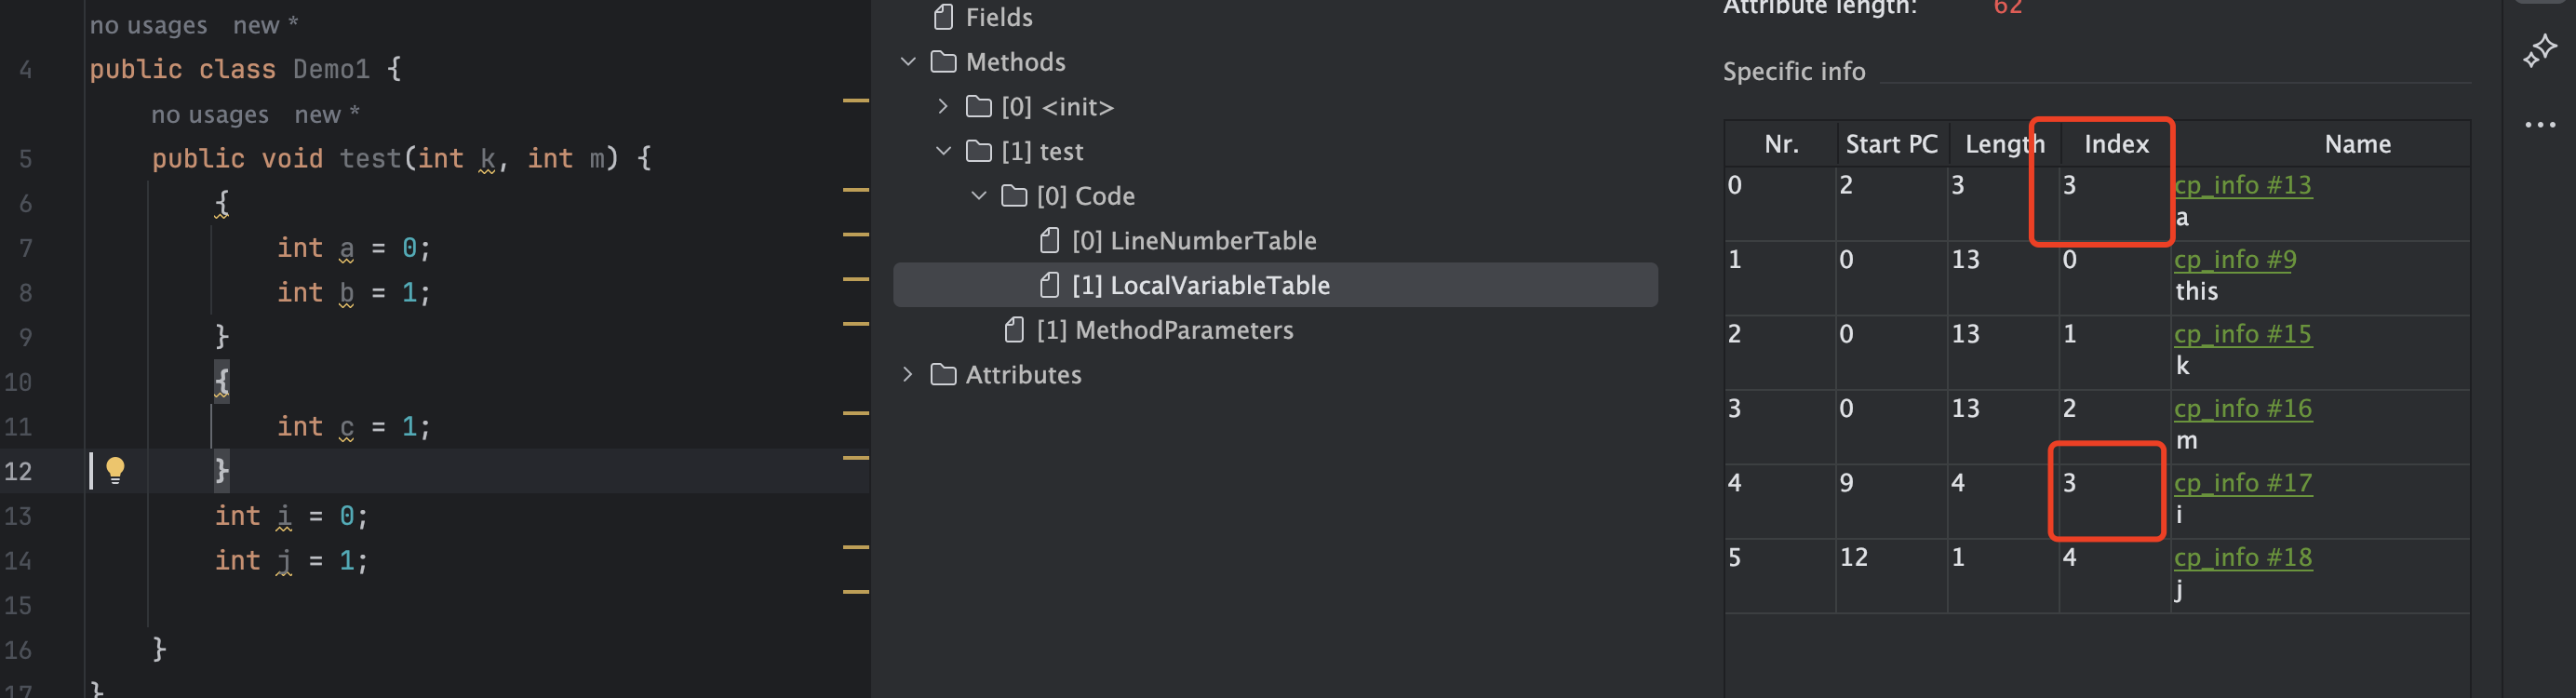 no usages   new *
4   public class Demo1 {
no usages   new *
5   public void test(int k, int m) {
6   {
7   int a = 0;
8   int b = 1;
9   }
10   {
11   int c = 1;
12   }
13   int i = 0;
14   int j = 1;
15
16   }
17   }
Fields
Methods
[0] <init>
[1] test
[0] Code
[0] LineNumberTable
[1] LocalVariableTable
[1] MethodParameters
Attributes
Attribute length:   62
Specific info
Nr.   Start PC   Length   Index   Name
0   2   3   3   cp_info #13
a
1   0   13   0   cp_info #9
this
2   0   13   1   cp_info #15
k
3   0   13   2   cp_info #16
m
4   9   4   3   cp_info #17
i
5   12   1   4   cp_info #18
j